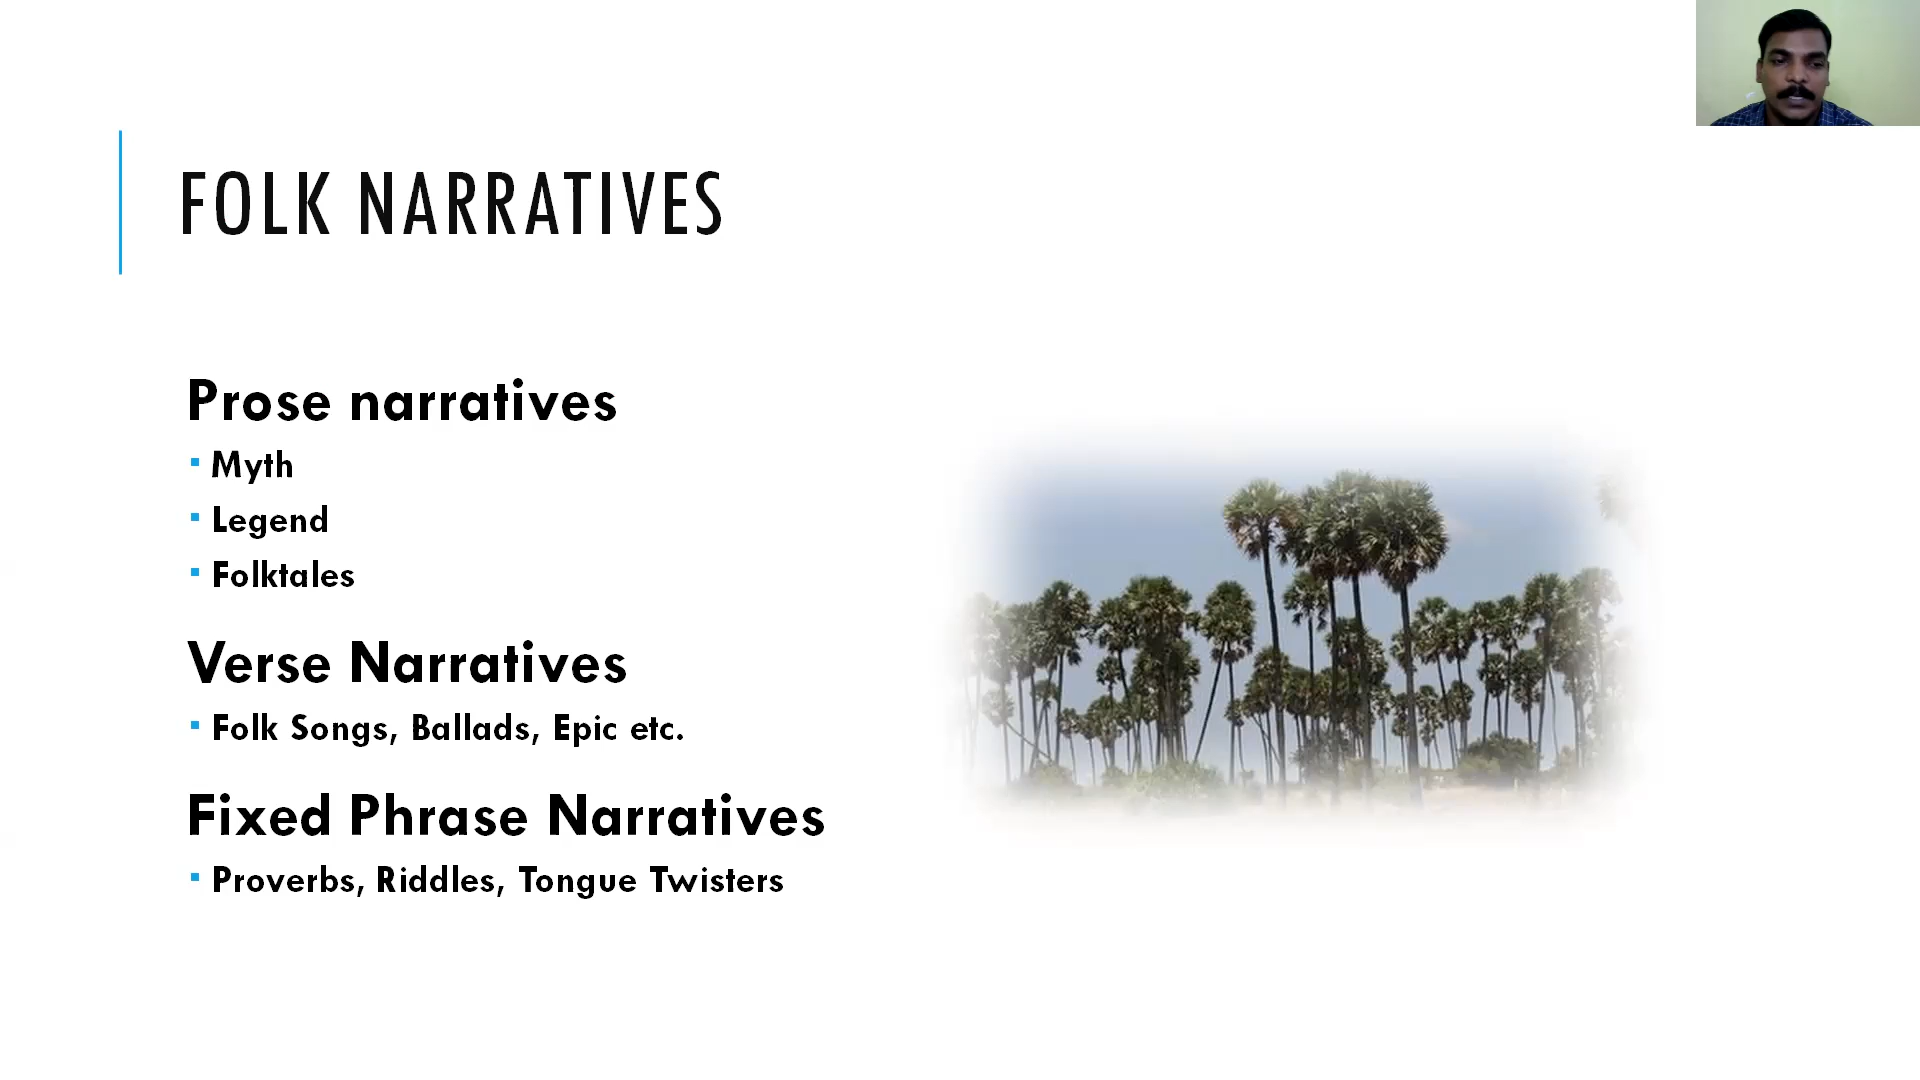 FOLK NARRATIVES
Prose narratives
▪ Myth
▪ Legend
▪ Folktales
Verse Narratives
▪ Folk Songs, Ballads, Epic etc.
Fixed Phrase Narratives
▪ Proverbs, Riddles, Tongue Twisters